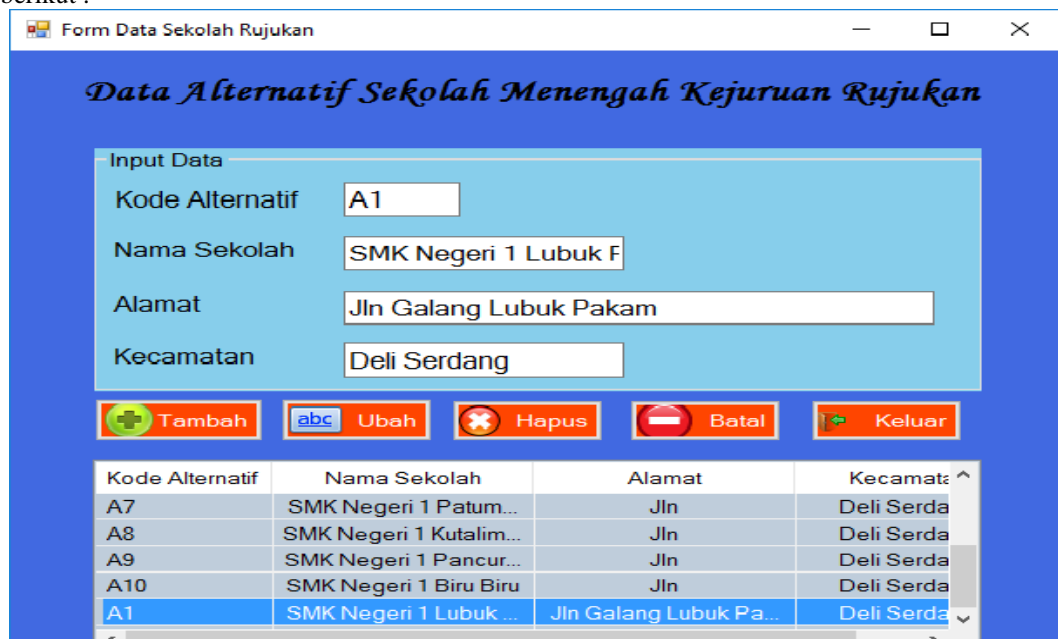 berikut :
Form Data Sekolah Rujukan
Data Alternatif Sekolah Menengah Kejuruan Rujukan
Input Data
Kode Alternatif A1
Nama Sekolah SMK Negeri 1 Lubuk
Alamat Jln Galang Lubuk Pakam
Kecamatan Deli Serdang
Tambah abc Ubah Hapus Batal Keluar
Kode Alternatif Nama Sekolah Alamat Kecamata
A7 SMK Negeri 1 Patum... Jln Deli Serda
A8 SMK Negeri 1 Kutalim... Jln Deli Serda
A9 SMK Negeri 1 Pancur... Jln Deli Serda
A10 SMK Negeri 1 Biru Biru Jln Deli Serda
A1 SMK Negeri 1 Lubuk ... Jln Galang Lubuk Pa... Deli Serda